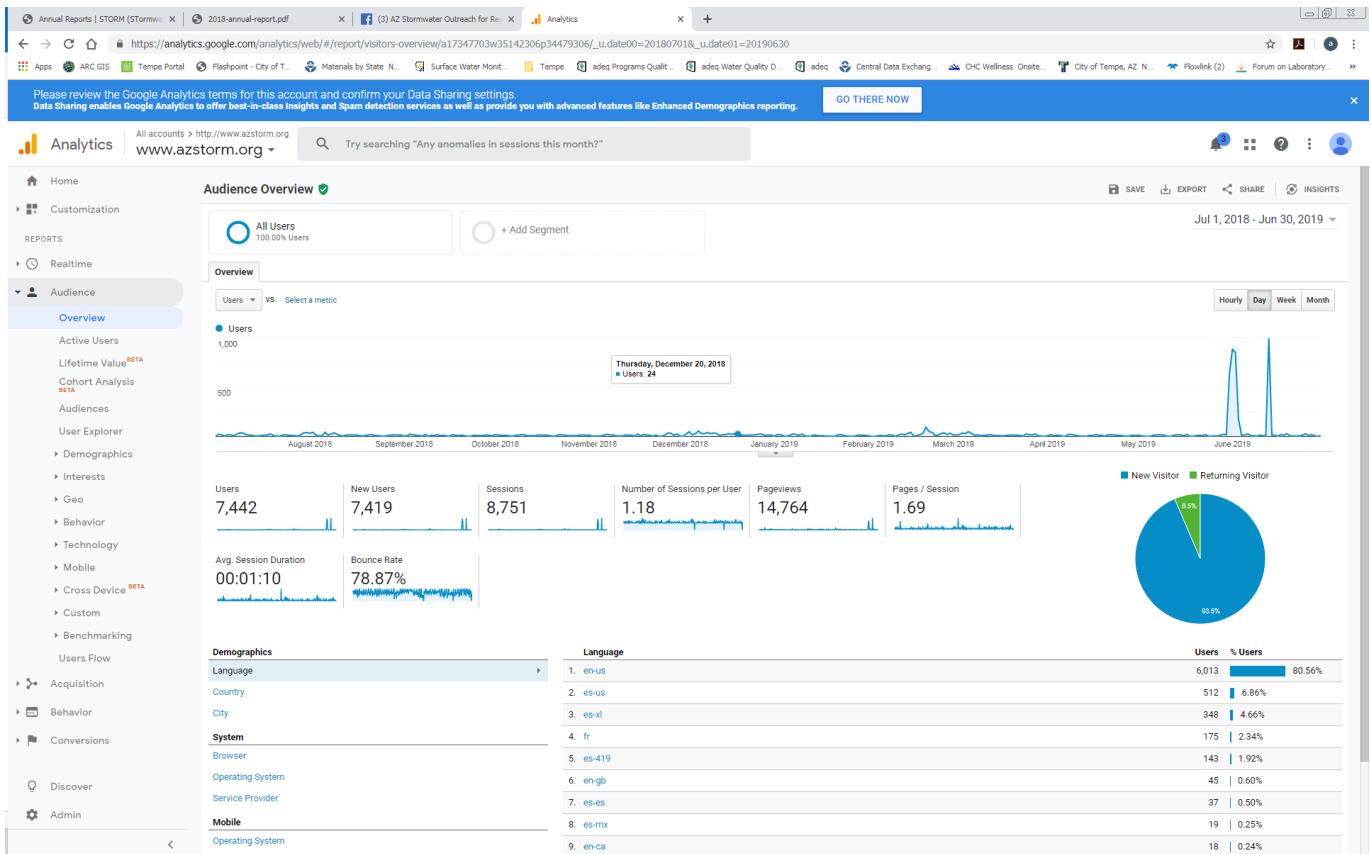 Annual Reports | STORM (STormwa
2018-annual-report.pdf
(3) AZ Stormwater Outreach for Reg
Analytics
https://analytics.google.com/analytics/web/#/report/visitors-overview/a17347703w35142306p34479306/_u.date00=20180701&_u.date01=20190630
a
Apps
ARC GIS
Tempe Portal
Flashpoint - City of T...
Materials by State N...
Surface Water Monit...
Tempe
adeq Programs Qualit...
adeq Water Quality D...
adeq
Central Data Exchang...
CHC Wellness Onsite...
City of Tempe, AZ N...
Flowlink (2)
Forum on Laboratory...
Please review the Google Analytics terms for this account and confirm your Data Sharing settings.
Data Sharing enables Google Analytics to offer best-in-class Insights and Spam detection services as well as provide you with advanced features like Enhanced Demographics reporting.
GO THERE NOW
Analytics
All accounts > http://www.azstorm.org
www.azstorm.org
Try searching "Any anomalies in sessions this month?"
3
Home
Customization
REPORTS
Realtime
Audience
Overview
Active Users
Lifetime Value BETA
Cohort Analysis
BETA
Audiences
User Explorer
Demographics
Interests
Geo
Behavior
Technology
Mobile
Cross Device BETA
Custom
Benchmarking
Users Flow
Acquisition
Behavior
Conversions
Discover
Admin
Audience Overview
SAVE
EXPORT
SHARE
INSIGHTS
All Users
100.00% Users
+ Add Segment
Jul 1, 2018 - Jun 30, 2019
Overview
Users
VS.
Select a metric
Hourly
Day
Week
Month
Users
1,000
500
Thursday, December 20, 2018
Users: 24
August 2018
September 2018
October 2018
November 2018
December 2018
January 2019
February 2019
March 2019
April 2019
May 2019
June 2019
Users
7,442
New Users
7,419
Sessions
8,751
Number of Sessions per User
1.18
Pageviews
14,764
Pages / Session
1.69
Avg. Session Duration
00:01:10
Bounce Rate
78.87%
New Visitor
Returning Visitor
6.5%
93.5%
Demographics
Language
Country
City
System
Browser
Operating System
Service Provider
Mobile
Operating System
Language Users % Users
1. en-us 6,013 80.56%
2. es-us 512 6.86%
3. es-xl 348 4.66%
4. fr 175 2.34%
5. es-419 143 1.92%
6. en-gb 45 0.60%
7. es-es 37 0.50%
8. es-mx 19 0.25%
9. en-ca 18 0.24%